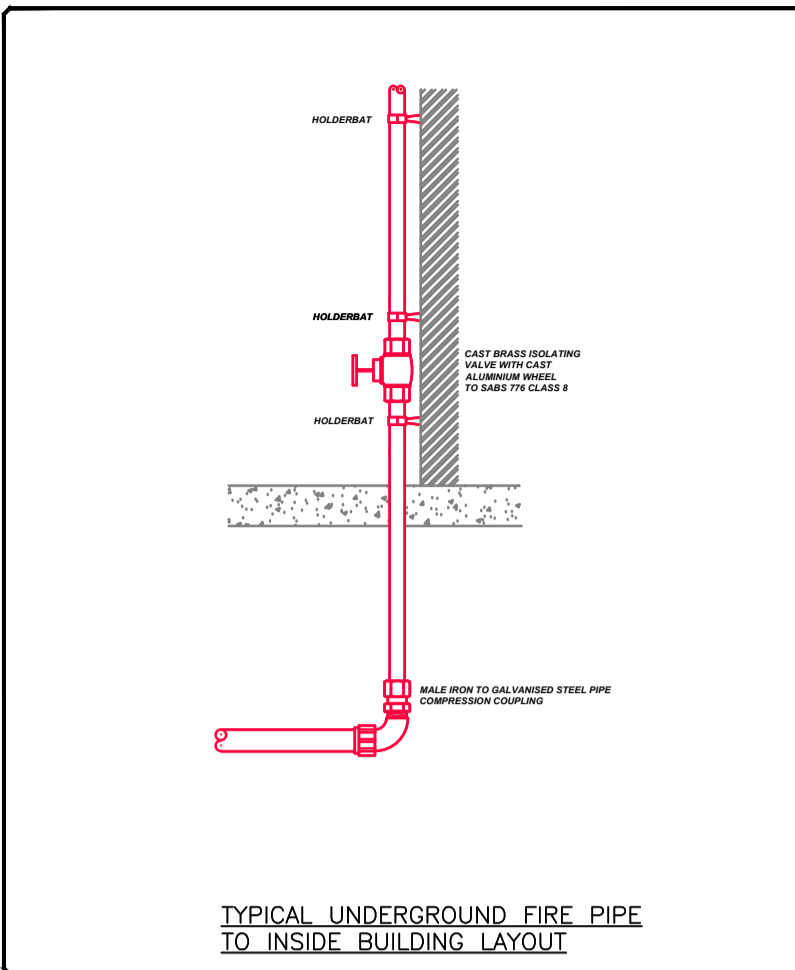 HOLDERBAT
HOLDERBAT
CAST BRASS ISOLATING
VALVE WITH CAST
ALUMINIUM WHEEL
TO SABS 776 CLASS 8
HOLDERBAT
MALE IRON TO GALVANISED STEEL PIPE
COMPRESSION COUPLING
TYPICAL UNDERGROUND FIRE PIPE
TO INSIDE BUILDING LAYOUT